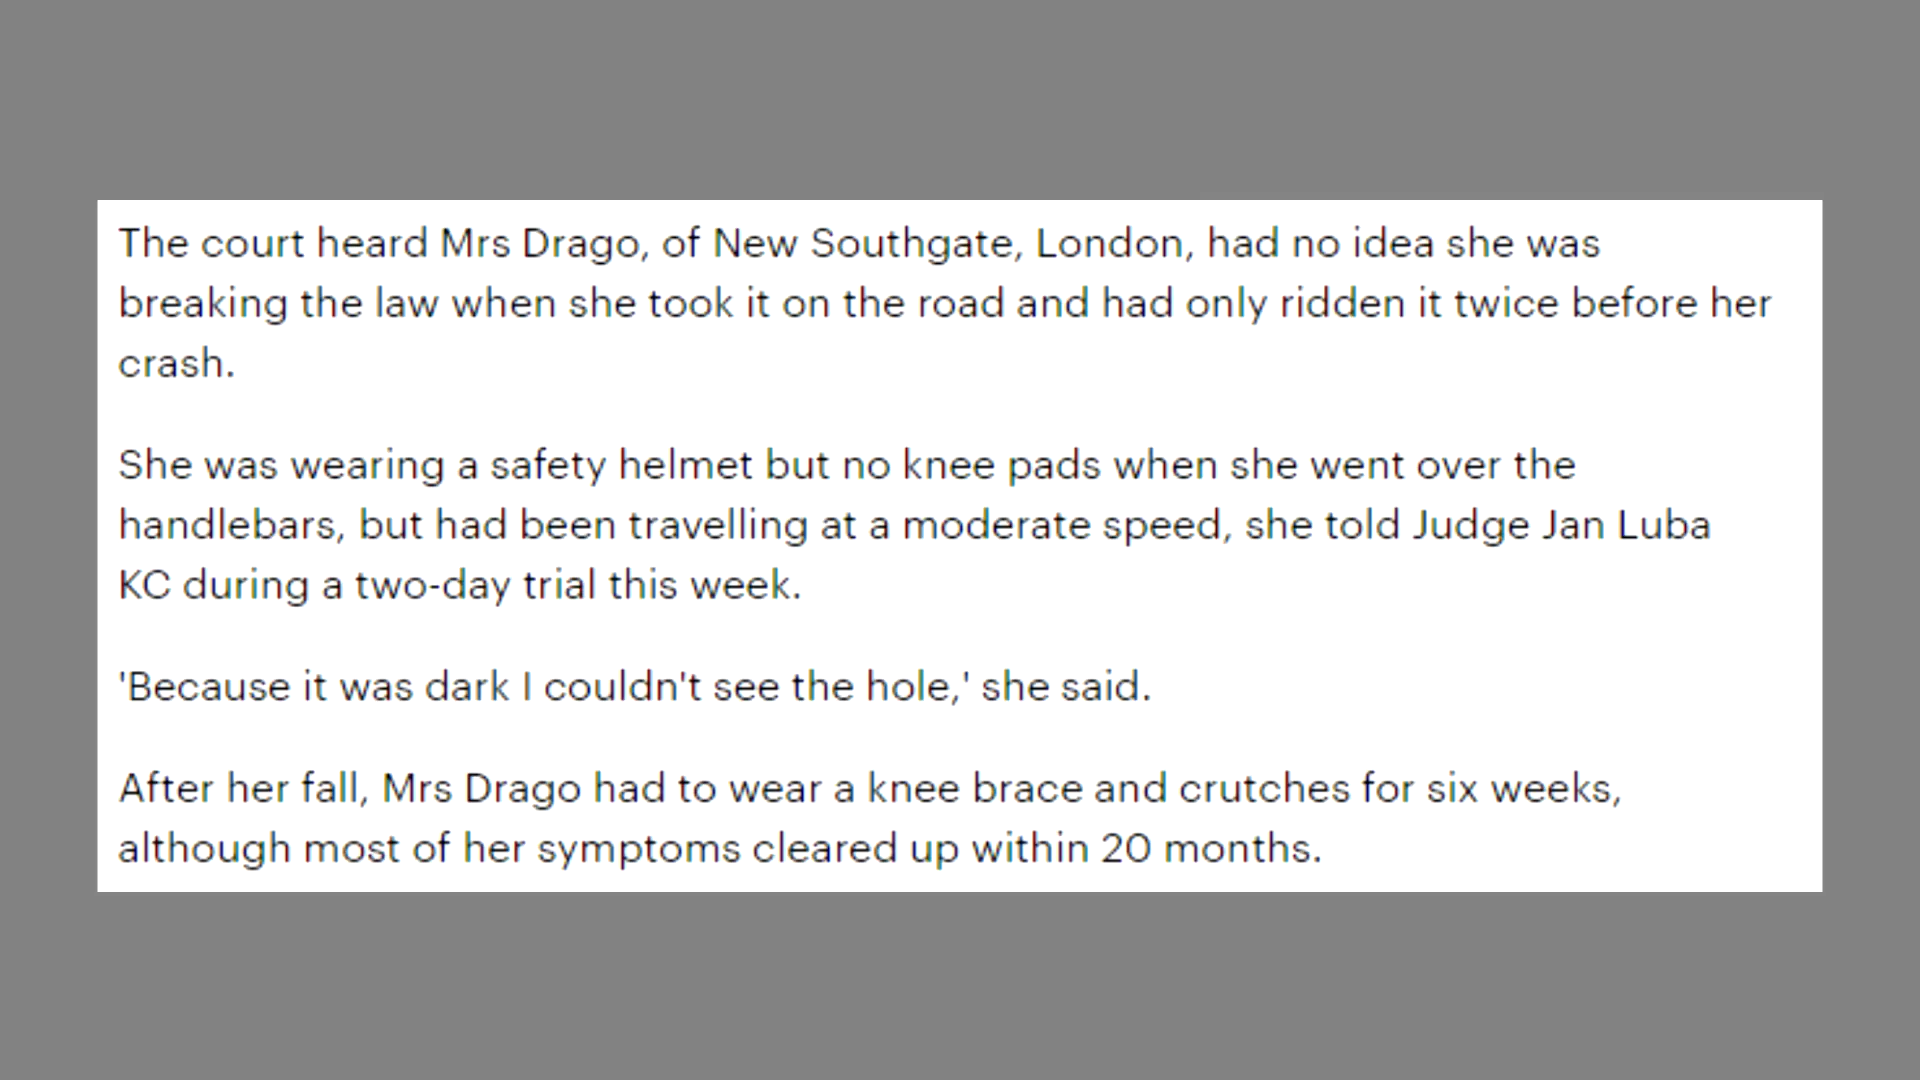 The court heard Mrs Drago, of New Southgate, London, had no idea she was
breaking the law when she took it on the road and had only ridden it twice before her
crash.
She was wearing a safety helmet but no knee pads when she went over the
handlebars, but had been travelling at a moderate speed, she told Judge Jan Luba
KC during a two-day trial this week.
'Because it was dark I couldn't see the hole,' she said.
After her fall, Mrs Drago had to wear a knee brace and crutches for six weeks,
although most of her symptoms cleared up within 20 months.